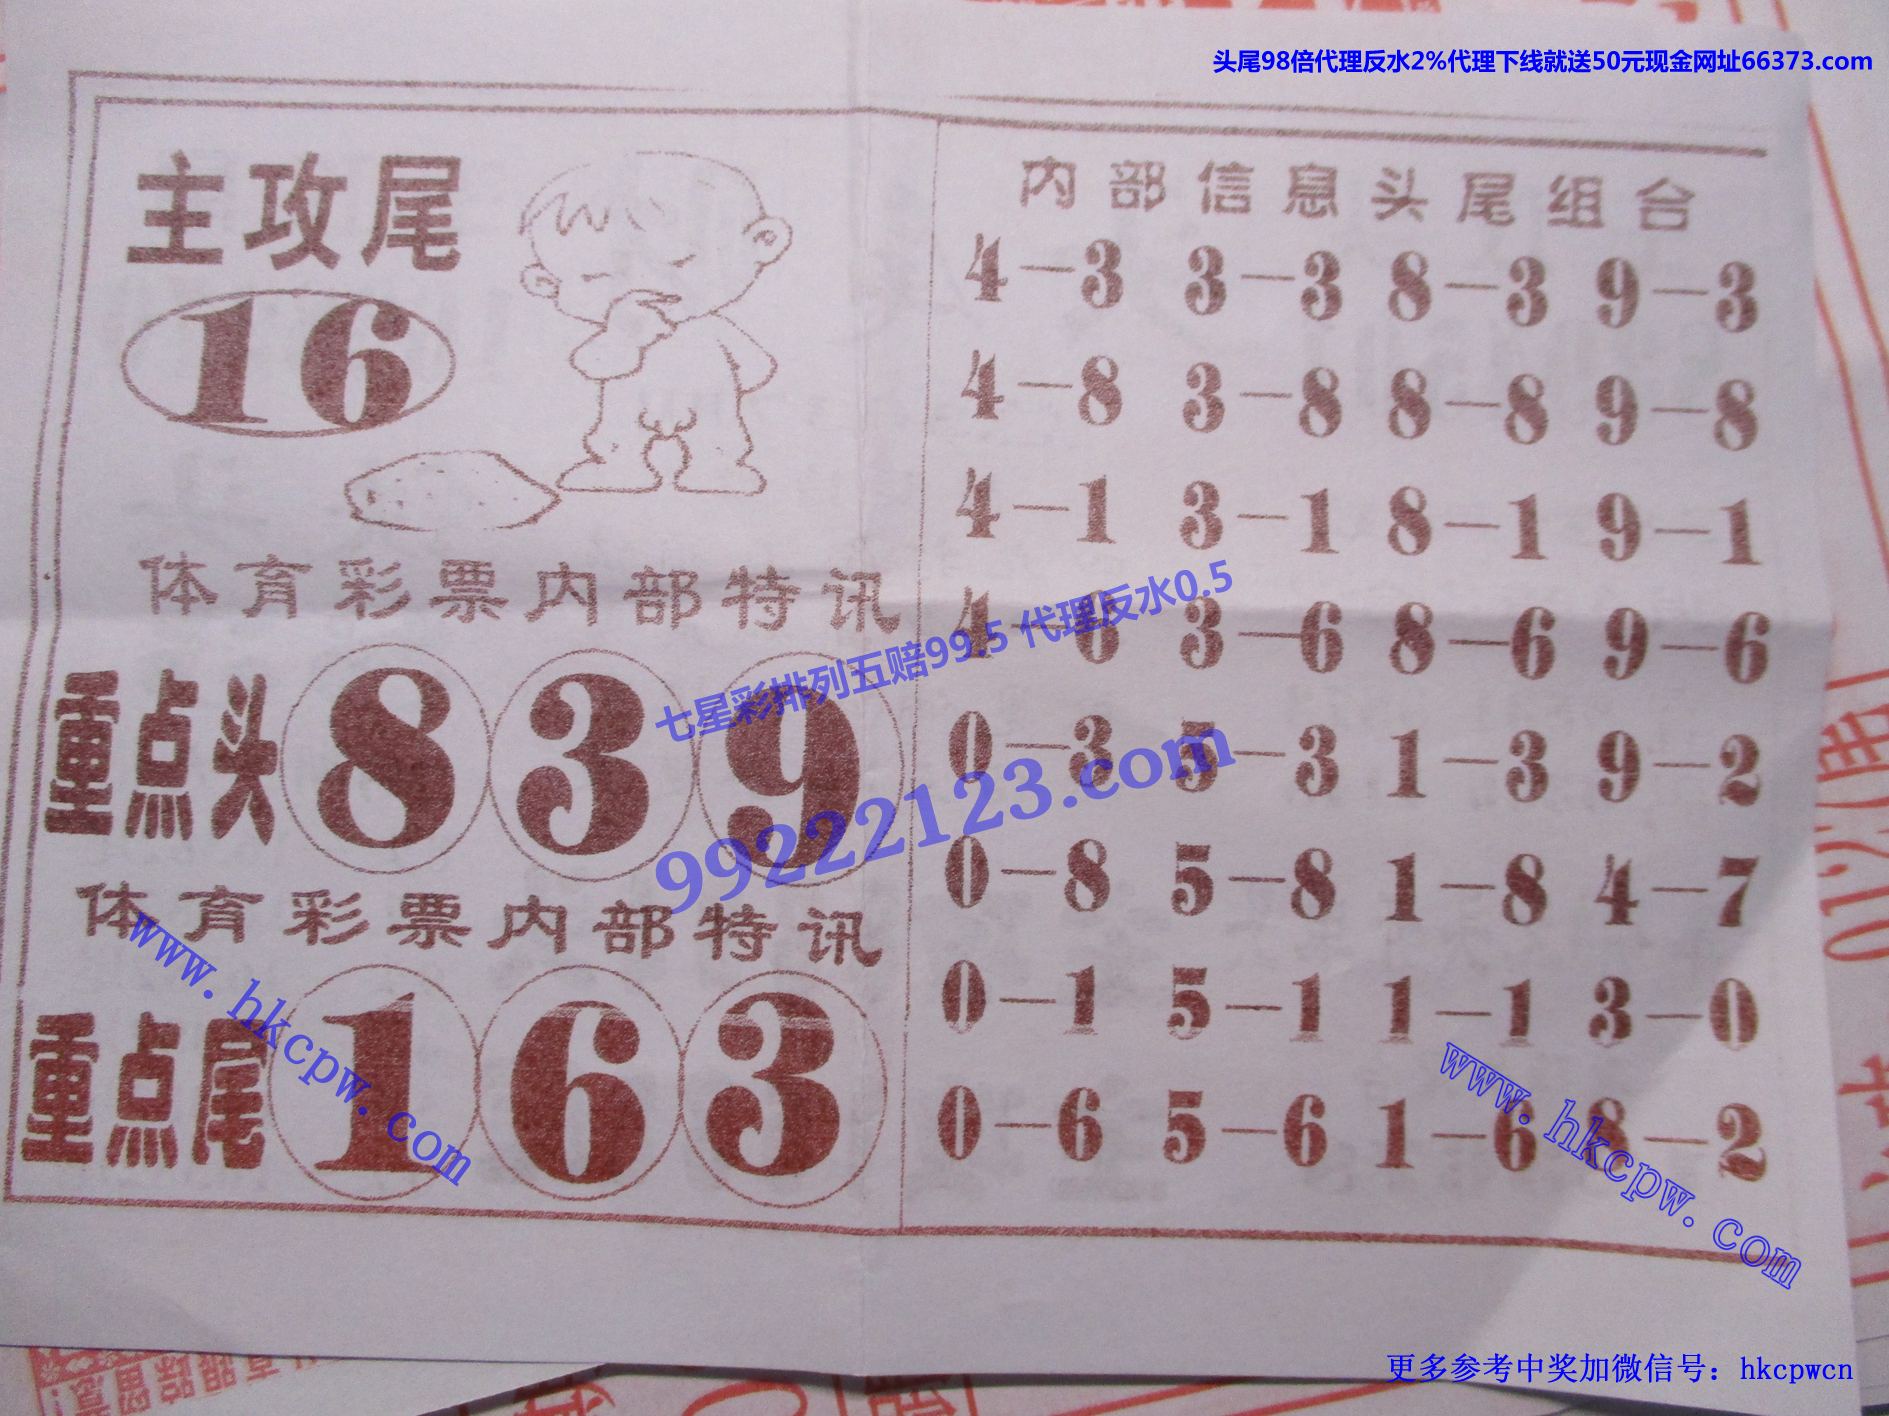 头尾98倍代理反水2%代理下线就送50元现金网址66373.com
主攻尾
16
体育彩票内部特讯
重点头 8 3 9
体育彩票内部特讯
重点尾 1 6 3
内部信息头尾组合
4—3 3—3 8—3 9—3
4—8 3—8 8—8 9—8
4—1 3—1 8—1 9—1
4—6 3—6 8—6 9—6
0—3 5—3 1—3 9—2
0—8 5—8 1—8 4—7
0—1 5—1 1—1 3—0
0—6 5—6 1—6 8—2
七星彩排列五赔99.5 代理反水0.5
99222123.com
www.hkcpw.com
www.hkcpw.com
更多参考中奖加微信号：hkcpwcn